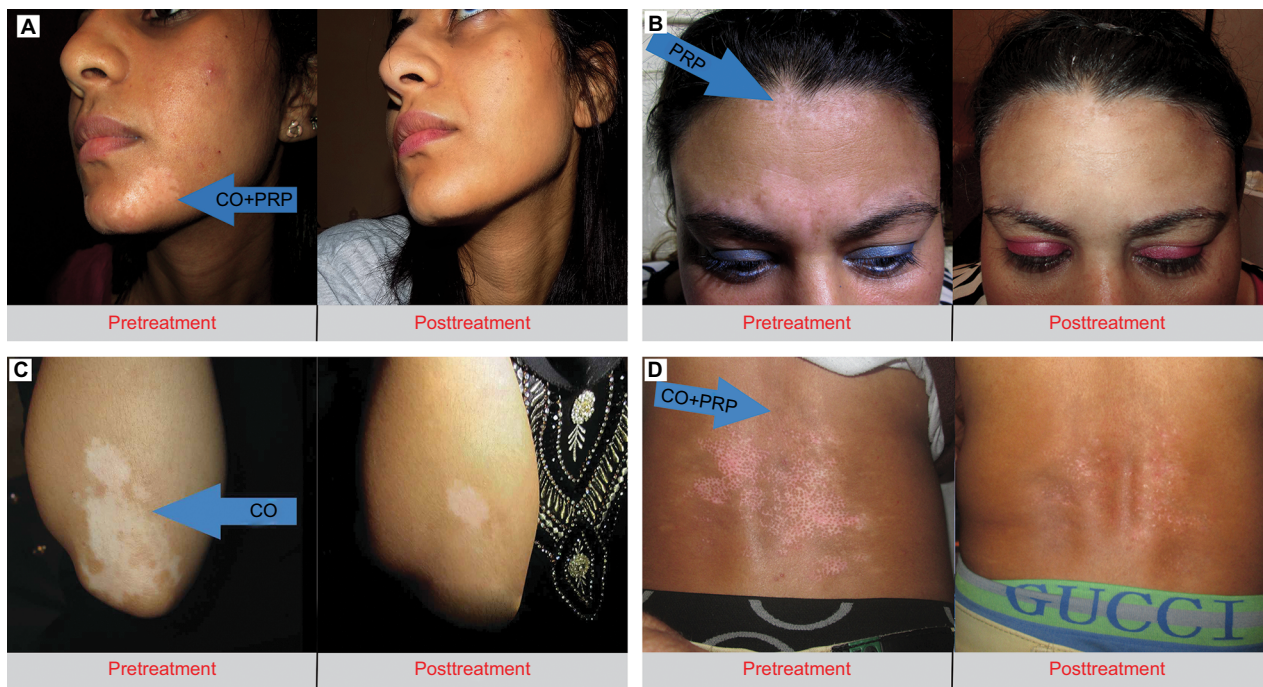 A
CO+PRP
Pretreatment
Posttreatment
B
PRP
Pretreatment
Posttreatment
C
CO
Pretreatment
Posttreatment
D
CO+PRP
GUCCI
Pretreatment
Posttreatment